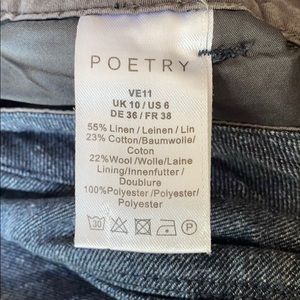 POETRY
VE11
UK 10 / US 6
DE 36 / FR 38
55% Linen / Leinen / Lin
23% Cotton/Baumwolle/
Coton
22%Wool/Wolle/Laine
Lining/Innenfutter/
Doublure
100%Polyester/Polyester/
Polyester
30 P